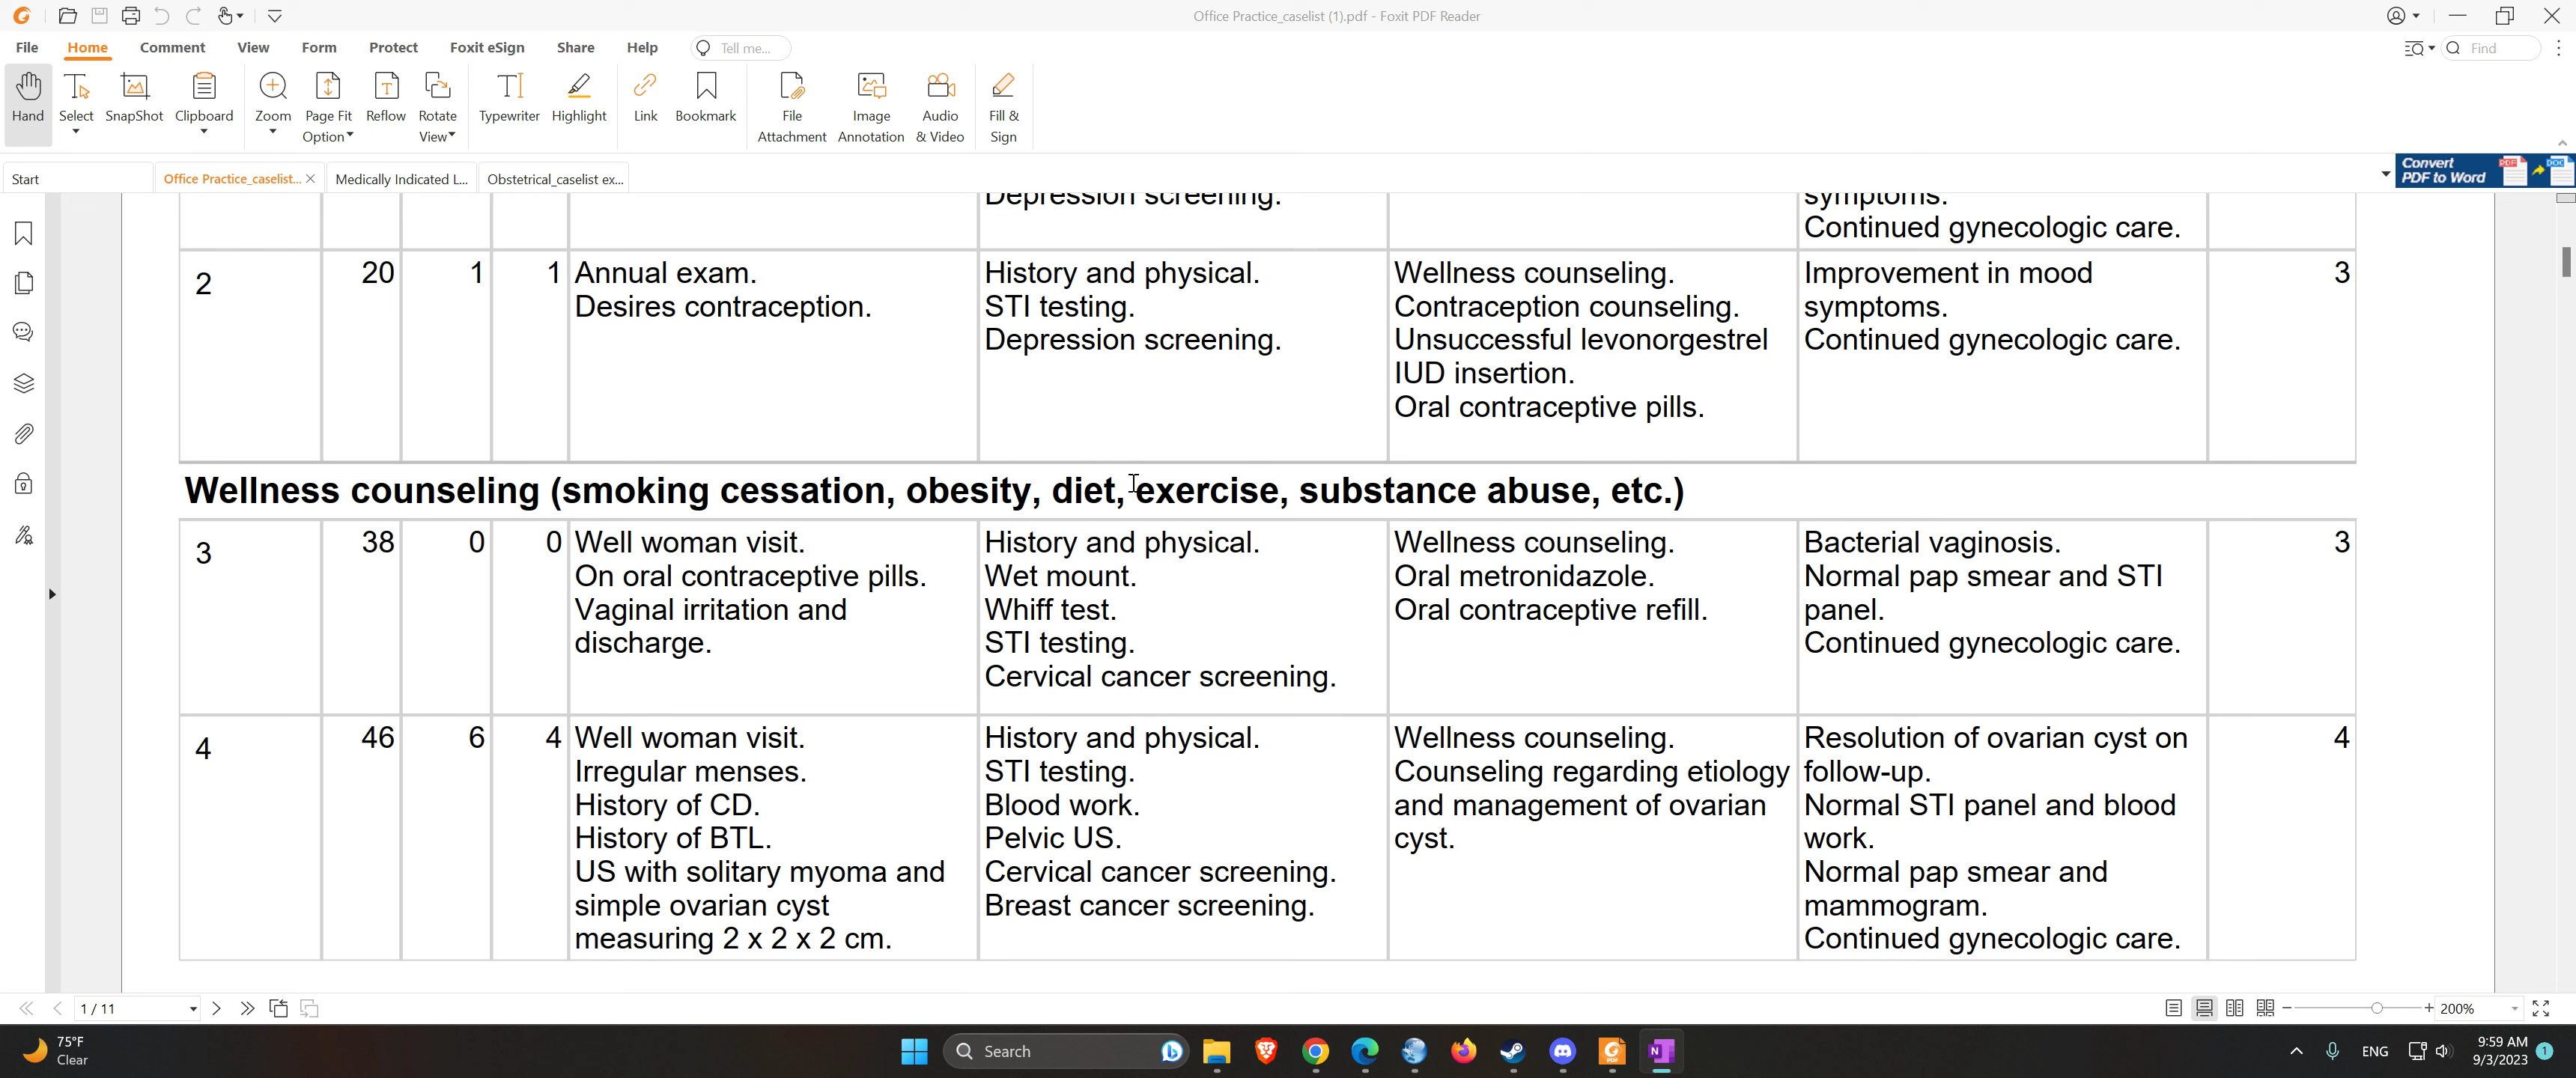 Office Practice_caselist (1).pdf - Foxit PDF Reader
File Home Comment View Form Protect Foxit eSign Share Help Tell me... Find
Hand Select SnapShot Clipboard Zoom Page Fit Option Reflow Rotate View Typewriter Highlight Link Bookmark File Attachment Image Annotation Audio & Video Fill & Sign
Start Office Practice_caselist... Medically Indicated L... Obstetrical_caselist ex...
Convert
PDF to Word
PDF DOC
Depression screening.
symptoms.
Continued gynecologic care.
2 20 1 1
Annual exam.
Desires contraception.
History and physical.
STI testing.
Depression screening.
Wellness counseling.
Contraception counseling.
Unsuccessful levonorgestrel
IUD insertion.
Oral contraceptive pills.
Improvement in mood
symptoms.
Continued gynecologic care.
3
Wellness counseling (smoking cessation, obesity, diet, exercise, substance abuse, etc.)
3 38 0 0
Well woman visit.
On oral contraceptive pills.
Vaginal irritation and
discharge.
History and physical.
Wet mount.
Whiff test.
STI testing.
Cervical cancer screening.
Wellness counseling.
Oral metronidazole.
Oral contraceptive refill.
Bacterial vaginosis.
Normal pap smear and STI
panel.
Continued gynecologic care.
3
4 46 6 4
Well woman visit.
Irregular menses.
History of CD.
History of BTL.
US with solitary myoma and
simple ovarian cyst
measuring 2 x 2 x 2 cm.
History and physical.
STI testing.
Blood work.
Pelvic US.
Cervical cancer screening.
Breast cancer screening.
Wellness counseling.
Counseling regarding etiology
and management of ovarian
cyst.
Resolution of ovarian cyst on
follow-up.
Normal STI panel and blood
work.
Normal pap smear and
mammogram.
Continued gynecologic care.
4
1 / 11
200%
75°F
Clear
Search
ENG
9:59 AM
9/3/2023
1